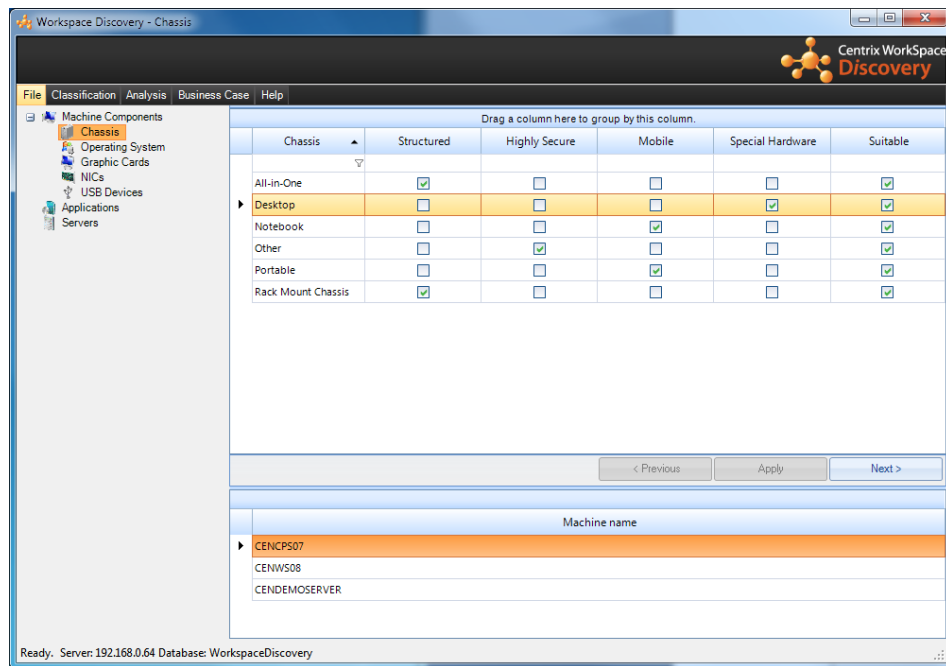 Workspace Discovery - Chassis
Centrix WorkSpace
Discovery
File Classification Analysis Business Case Help
Machine Components
Chassis
Operating System
Graphic Cards
NICs
USB Devices
Applications
Servers
Drag a column here to group by this column.
Chassis Structured Highly Secure Mobile Special Hardware Suitable
All-in-One
Desktop
Notebook
Other
Portable
Rack Mount Chassis
< Previous Apply Next >
Machine name
CENCPS07
CENWS08
CENDEMOSERVER
Ready. Server: 192.168.0.64 Database: WorkspaceDiscovery